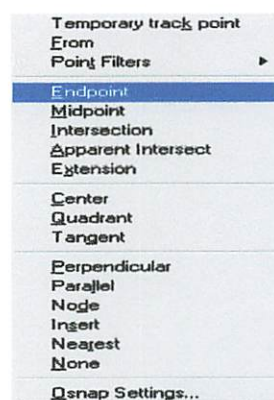 Temporary track point
From
Point Filters
Endpoint
Midpoint
Intersection
Apparent Intersect
Extension
Center
Quadrant
Tangent
Perpendicular
Parallel
Node
Insert
Nearest
None
Osnap Settings...